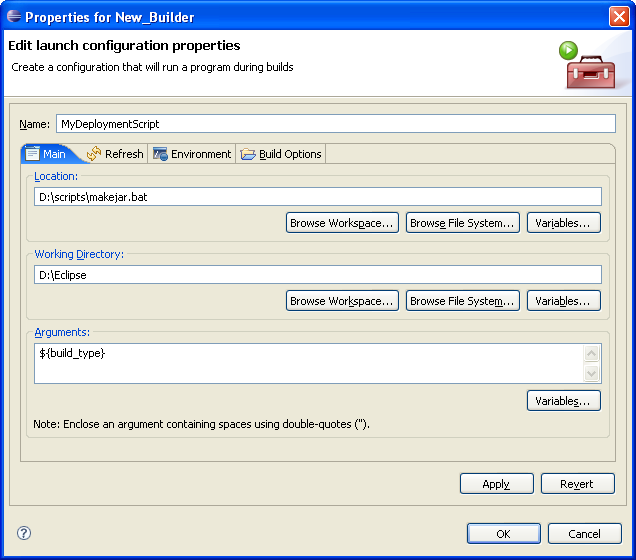 Properties for New_Builder
Edit launch configuration properties
Create a configuration that will run a program during builds
Name: MyDeploymentScript
Main Refresh Environment Build Options
Location:
D:\scripts\makejar.bat
Browse Workspace... Browse File System... Variables...
Working Directory:
D:\Eclipse
Browse Workspace... Browse File System... Variables...
Arguments:
${build_type}
Variables...
Note: Enclose an argument containing spaces using double-quotes (").
Apply Revert
? OK Cancel